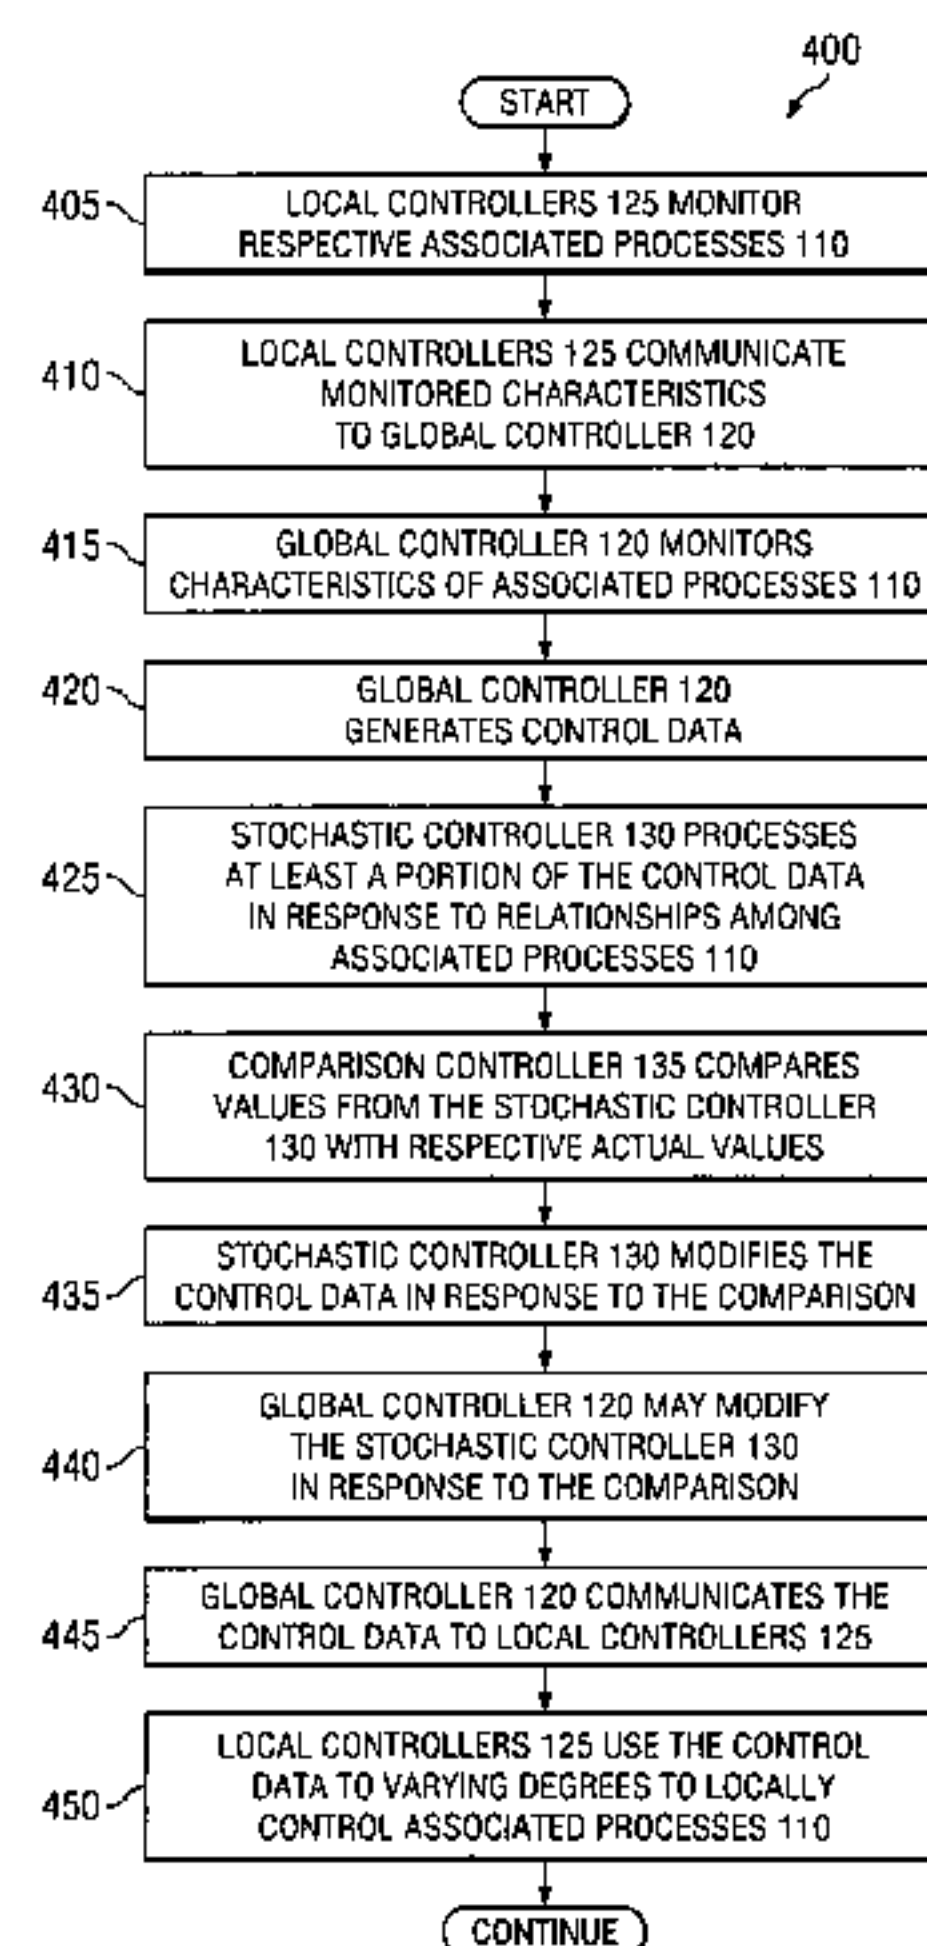 400
START
405
LOCAL CONTROLLERS 125 MONITOR
RESPECTIVE ASSOCIATED PROCESSES 110
410
LOCAL CONTROLLERS 125 COMMUNICATE
MONITORED CHARACTERISTICS
TO GLOBAL CONTROLLER 120
415
GLOBAL CONTROLLER 120 MONITORS
CHARACTERISTICS OF ASSOCIATED PROCESSES 110
420
GLOBAL CONTROLLER 120
GENERATES CONTROL DATA
425
STOCHASTIC CONTROLLER 130 PROCESSES
AT LEAST A PORTION OF THE CONTROL DATA
IN RESPONSE TO RELATIONSHIPS AMONG
ASSOCIATED PROCESSES 110
430
COMPARISON CONTROLLER 135 COMPARES
VALUES FROM THE STOCHASTIC CONTROLLER
130 WITH RESPECTIVE ACTUAL VALUES
435
STOCHASTIC CONTROLLER 130 MODIFIES THE
CONTROL DATA IN RESPONSE TO THE COMPARISON
440
GLOBAL CONTROLLER 120 MAY MODIFY
THE STOCHASTIC CONTROLLER 130
IN RESPONSE TO THE COMPARISON
445
GLOBAL CONTROLLER 120 COMMUNICATES THE
CONTROL DATA TO LOCAL CONTROLLERS 125
450
LOCAL CONTROLLERS 125 USE THE CONTROL
DATA TO VARYING DEGREES TO LOCALLY
CONTROL ASSOCIATED PROCESSES 110
CONTINUE